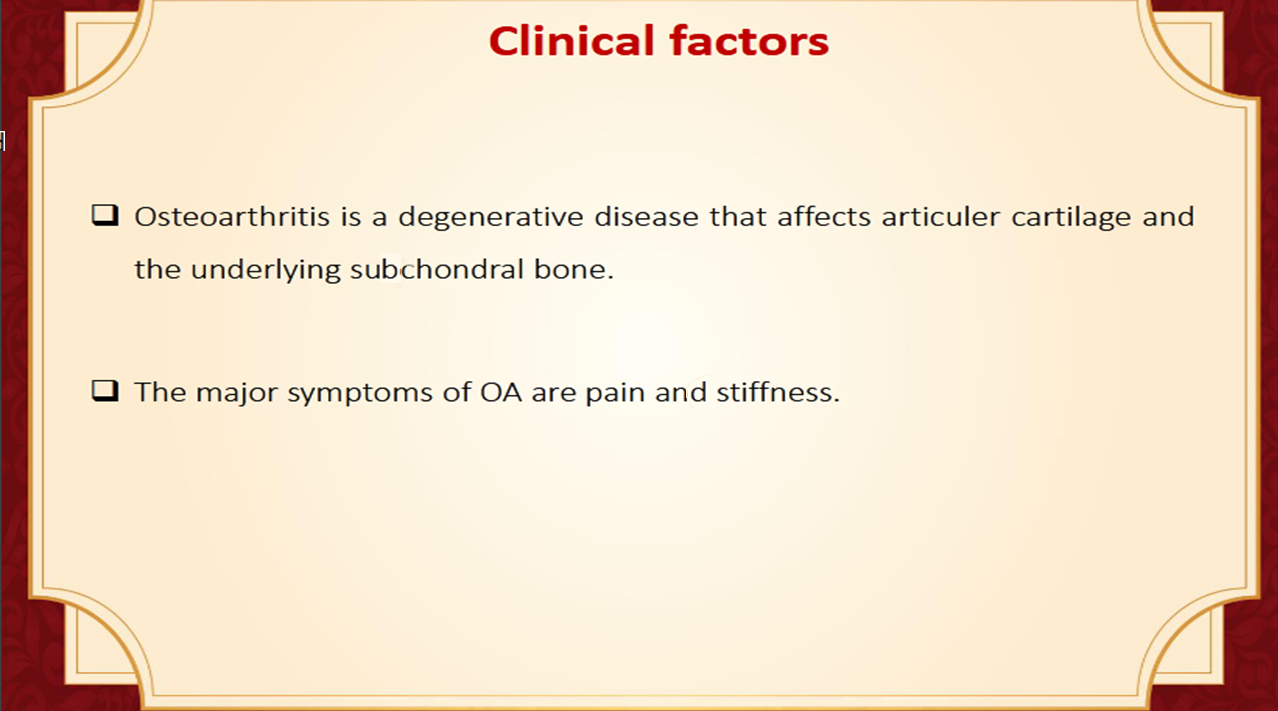 Clinical factors
Osteoarthritis is a degenerative disease that affects articuler cartilage and
the underlying subchondral bone.
The major symptoms of OA are pain and stiffness.